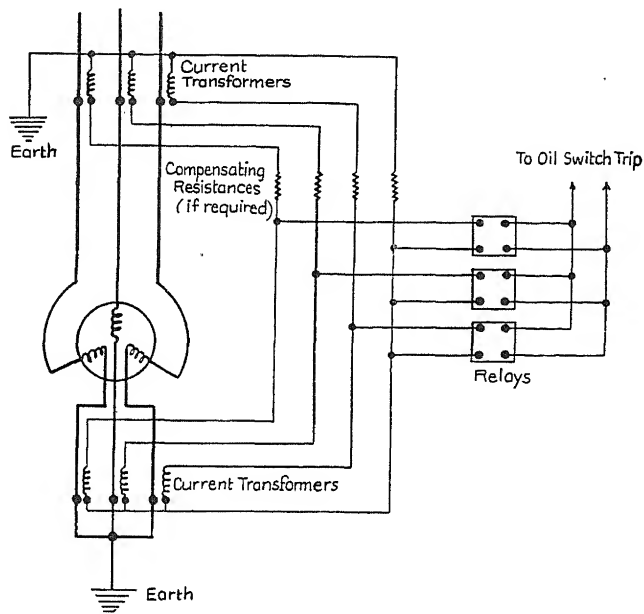 Current
Transformers
Earth
To Oil Switch Trip
Compensating
Resistances
(if required)
Relays
Current Transformers
Earth